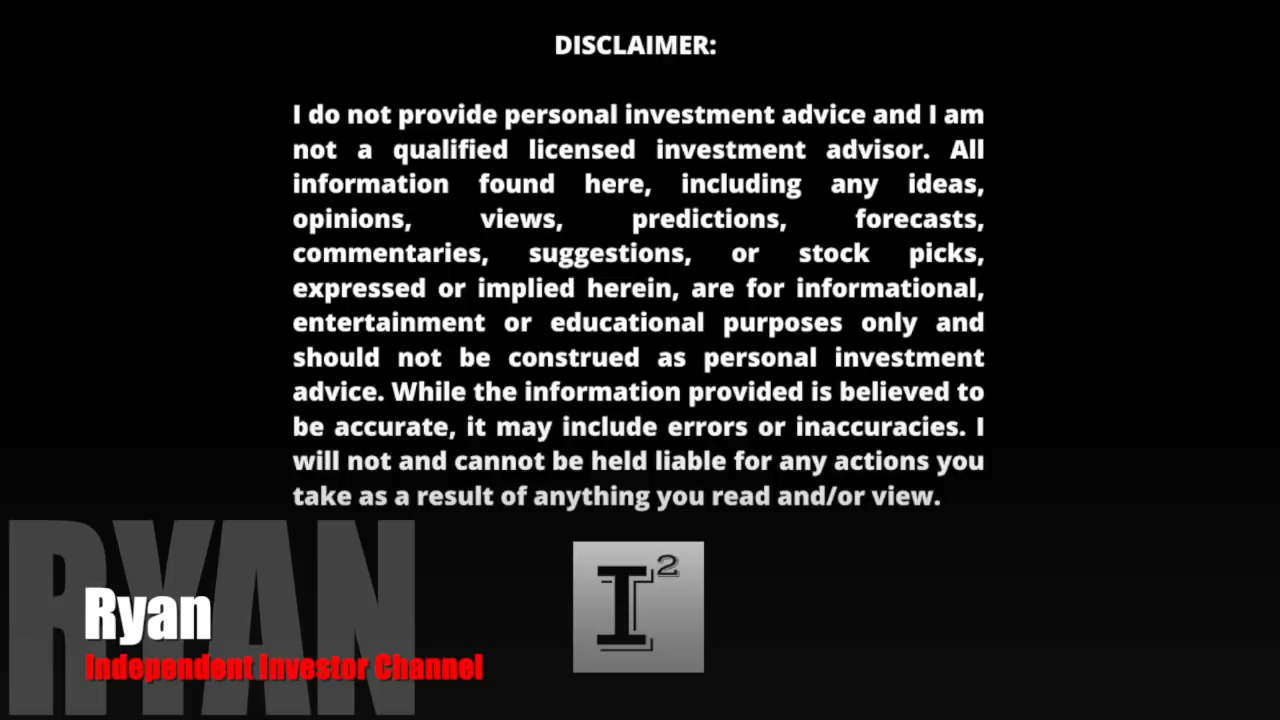 DISCLAIMER:
I do not provide personal investment advice and I am
not a qualified licensed investment advisor. All
information found here, including any ideas,
opinions, views, predictions, forecasts,
commentaries, suggestions, or stock picks,
expressed or implied herein, are for informational,
entertainment or educational purposes only and
should not be construed as personal investment
advice. While the information provided is believed to
be accurate, it may include errors or inaccuracies. I
will not and cannot be held liable for any actions you
take as a result of anything you read and/or view.
RYAN
Ryan
Independent Investor Channel
I²